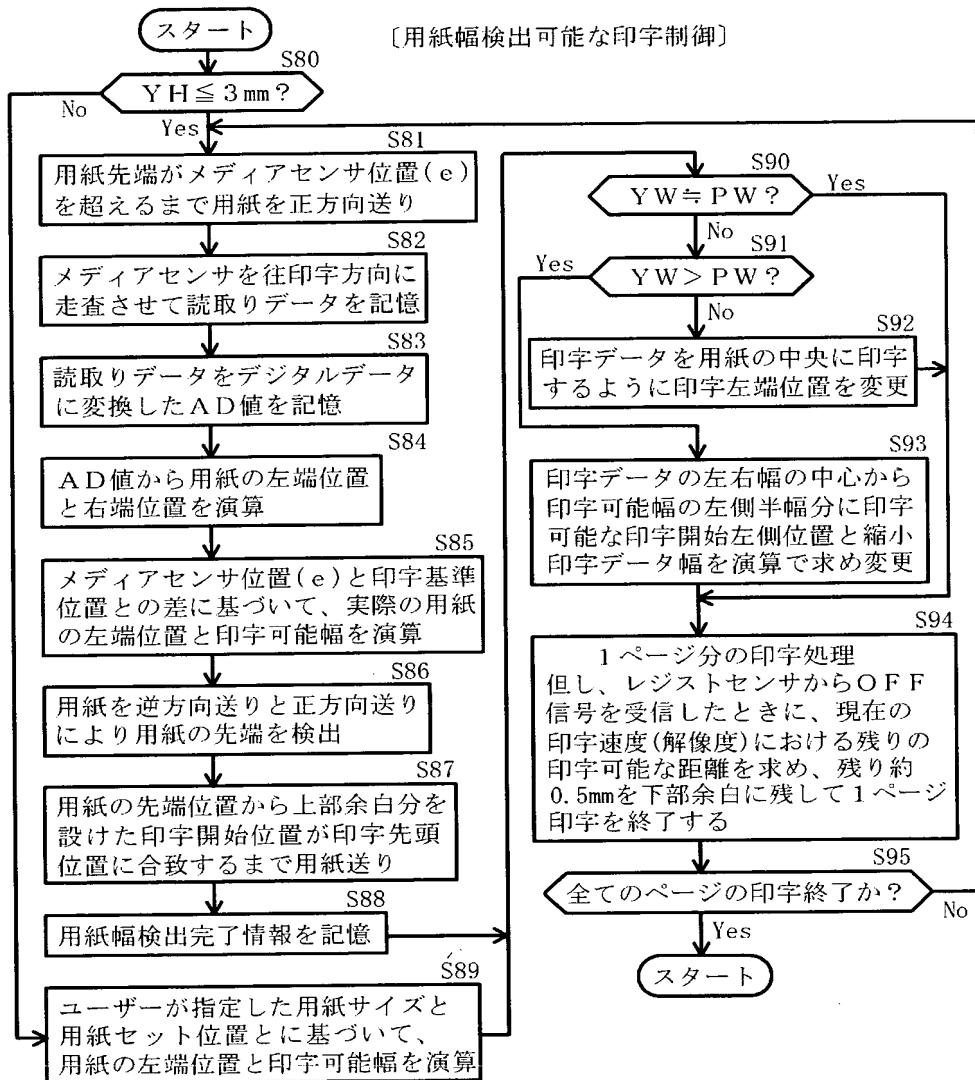 スタート
〔用紙幅検出可能な印字制御〕
S80
YH≦3mm?
No
Yes
S81
用紙先端がメディアセンサ位置(e)
を超えるまで用紙を正方向送り
S82
メディアセンサを往印字方向に
走査させて読取りデータを記憶
S83
読取りデータをデジタルデータ
に変換したAD値を記憶
S84
AD値から用紙の左端位置
と右端位置を演算
S85
メディアセンサ位置(e)と印字基準
位置との差に基づいて、実際の用紙
の左端位置と印字可能幅を演算
S86
用紙を逆方向送りと正方向送り
により用紙の先端を検出
S87
用紙の先端位置から上部余白分を
設けた印字開始位置が印字先頭
位置に合致するまで用紙送り
S88
用紙幅検出完了情報を記憶
S89
ユーザーが指定した用紙サイズと
用紙セット位置とに基づいて、
用紙の左端位置と印字可能幅を演算
S90
YW≒PW?
Yes
No
S91
YW>PW?
Yes
No
S92
印字データを用紙の中央に印字
するように印字左端位置を変更
S93
印字データの左右幅の中心から
印字可能幅の左側半幅分に印字
可能な印字開始左側位置と縮小
印字データ幅を演算で求め変更
S94
1ページ分の印字処理
但し、レジストセンサからOFF
信号を受信したときに、現在の
印字速度(解像度)における残りの
印字可能な距離を求め、残り約
0.5mmを下部余白に残して1ページ
印字を終了する
S95
全てのページの印字終了か?
No
Yes
スタート